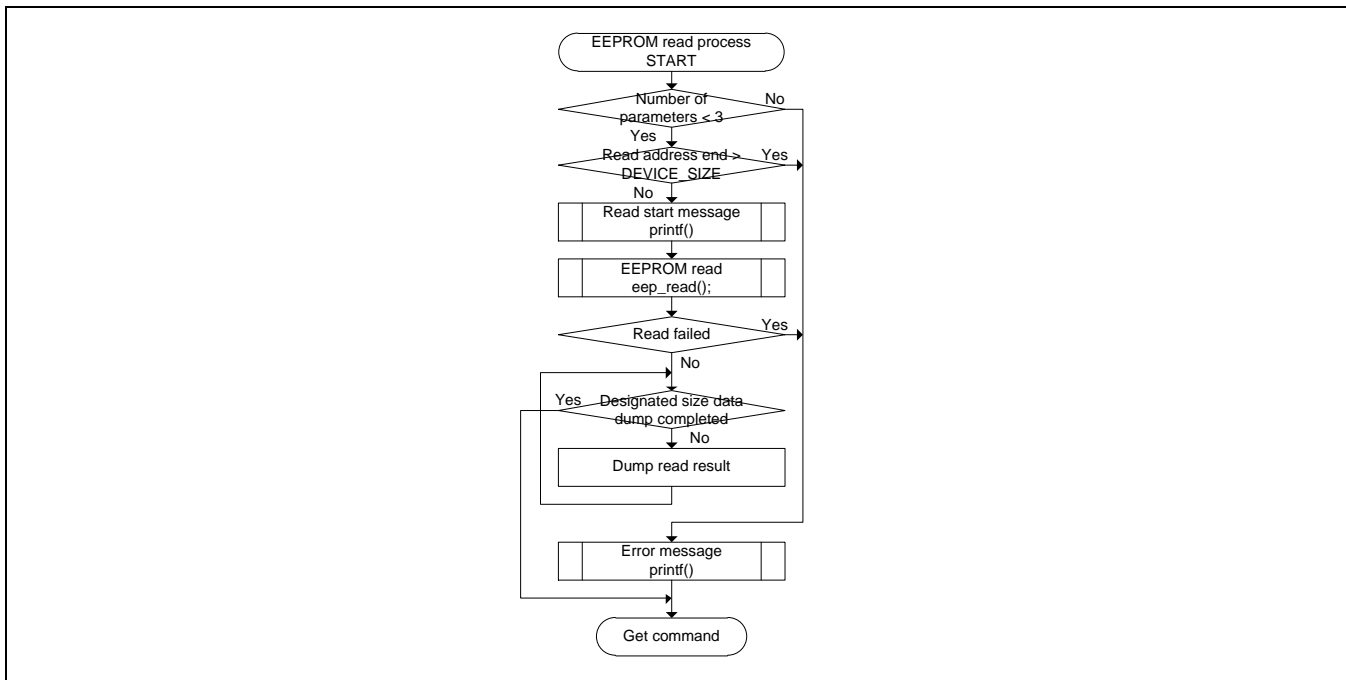 EEPROM read process
START
Number of
parameters < 3
No
Yes
Read address end >
DEVICE_SIZE
Yes
No
Read start message
printf()
EEPROM read
eep_read();
Read failed
Yes
No
Yes
Designated size data
dump completed
No
Dump read result
Error message
printf()
Get command